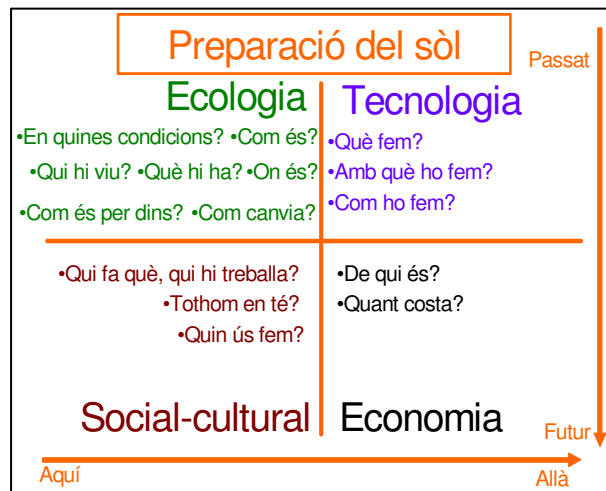 Preparació del sòl
Passat
Ecologia
•En quines condicions? •Com és?
•Qui hi viu? •Què hi ha? •On és?
•Com és per dins? •Com canvia?
Tecnologia
•Què fem?
•Amb què ho fem?
•Com ho fem?
•Qui fa què, qui hi treballa?
•Tothom en té?
•Quin ús fem?
Social-cultural
•De qui és?
•Quant costa?
Economia
Futur
Aquí
Allà